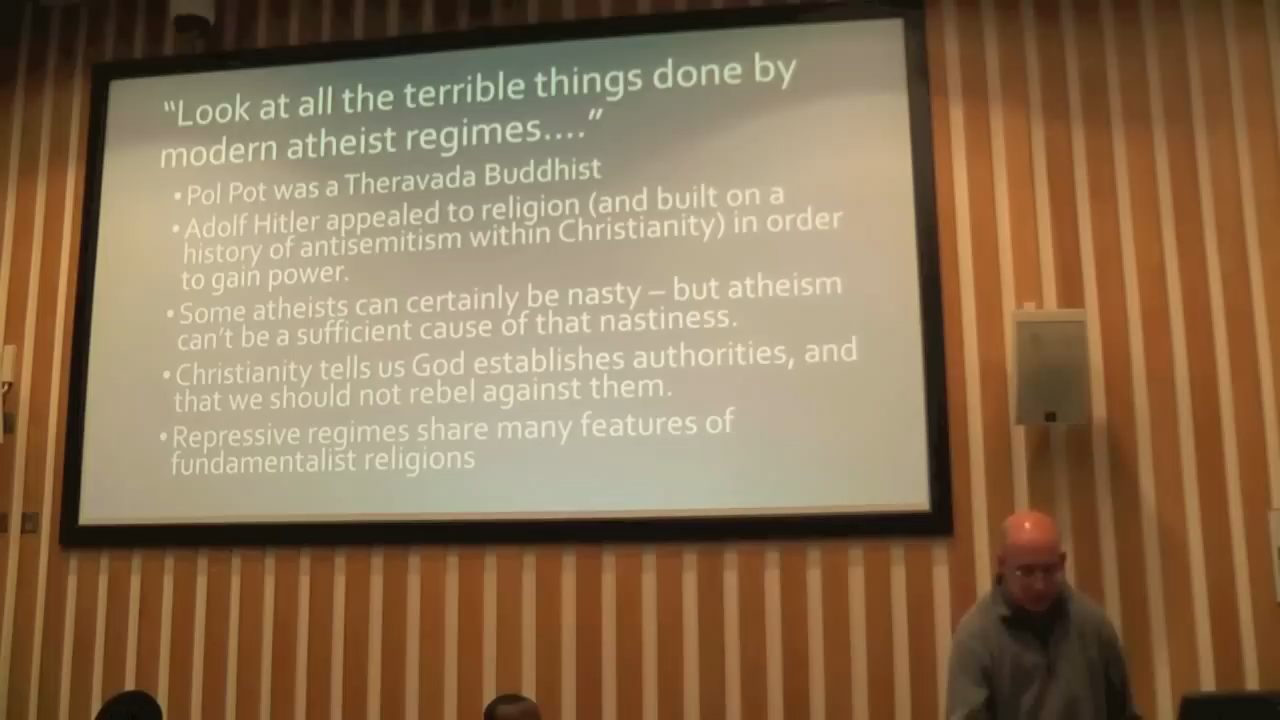 “Look at all the terrible things done by
modern atheist regimes....”
•Pol Pot was a Theravada Buddhist
•Adolf Hitler appealed to religion (and built on a
history of antisemitism within Christianity) in order
to gain power.
•Some atheists can certainly be nasty – but atheism
can’t be a sufficient cause of that nastiness.
•Christianity tells us God establishes authorities, and
that we should not rebel against them.
•Repressive regimes share many features of
fundamentalist religions